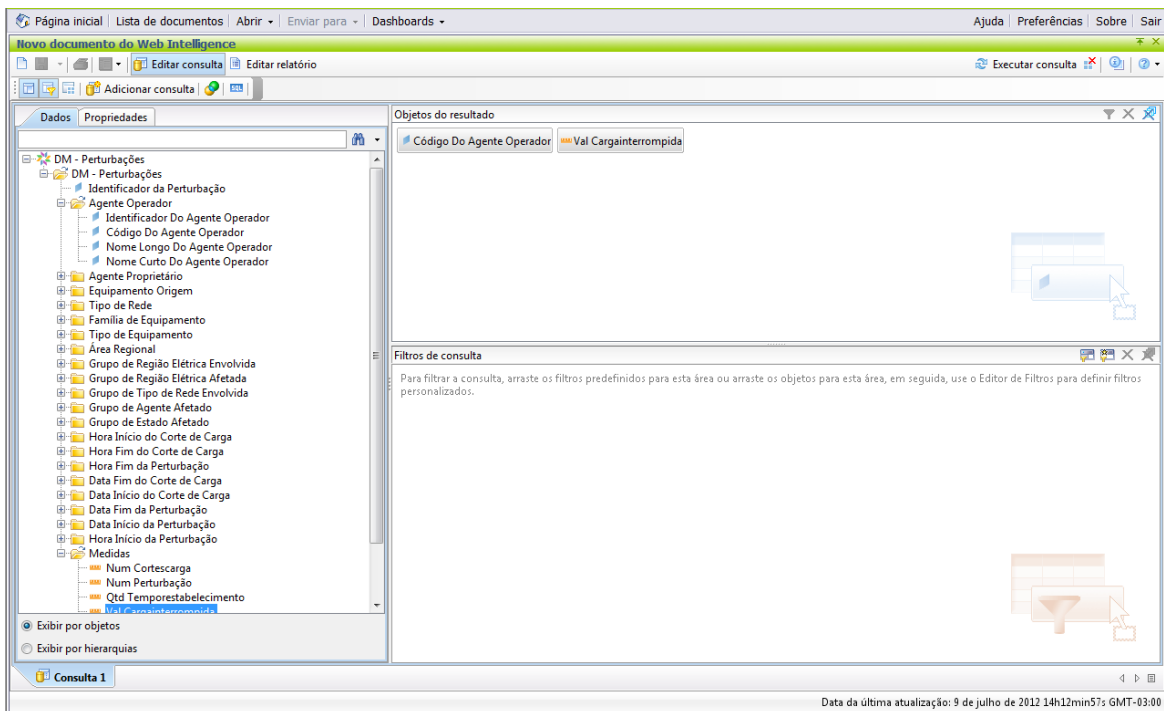 Página inicial | Lista de documentos | Abrir | Enviar para | Dashboards
Ajuda | Preferências | Sobre | Sair
Novo documento do Web Intelligence
Editar consulta Editar relatório
Executar consulta
Adicionar consulta SQL
Dados Propriedades
DM - Perturbações
DM - Perturbações
Identificador da Perturbação
Agente Operador
Identificador Do Agente Operador
Código Do Agente Operador
Nome Longo Do Agente Operador
Nome Curto Do Agente Operador
Agente Proprietário
Equipamento Origem
Tipo de Rede
Família de Equipamento
Tipo de Equipamento
Área Regional
Grupo de Região Elétrica Envolvida
Grupo de Região Elétrica Afetada
Grupo de Tipo de Rede Envolvida
Grupo de Agente Afetado
Grupo de Estado Afetado
Hora Início do Corte de Carga
Hora Fim do Corte de Carga
Hora Fim da Perturbação
Data Fim do Corte de Carga
Data Início do Corte de Carga
Data Fim da Perturbação
Data Início da Perturbação
Hora Início da Perturbação
Medidas
Num Cortescarga
Num Perturbação
Qtd Temporestabelecimento
Val Cargainterrompida
Exibir por objetos
Exibir por hierarquias
Objetos do resultado
Código Do Agente Operador Val Cargainterrompida
Filtros de consulta
Para filtrar a consulta, arraste os filtros predefinidos para esta área ou arraste os objetos para esta área, em seguida, use o Editor de Filtros para definir filtros
personalizados.
Consulta 1
Data da última atualização: 9 de julho de 2012 14h12min57s GMT-03:00